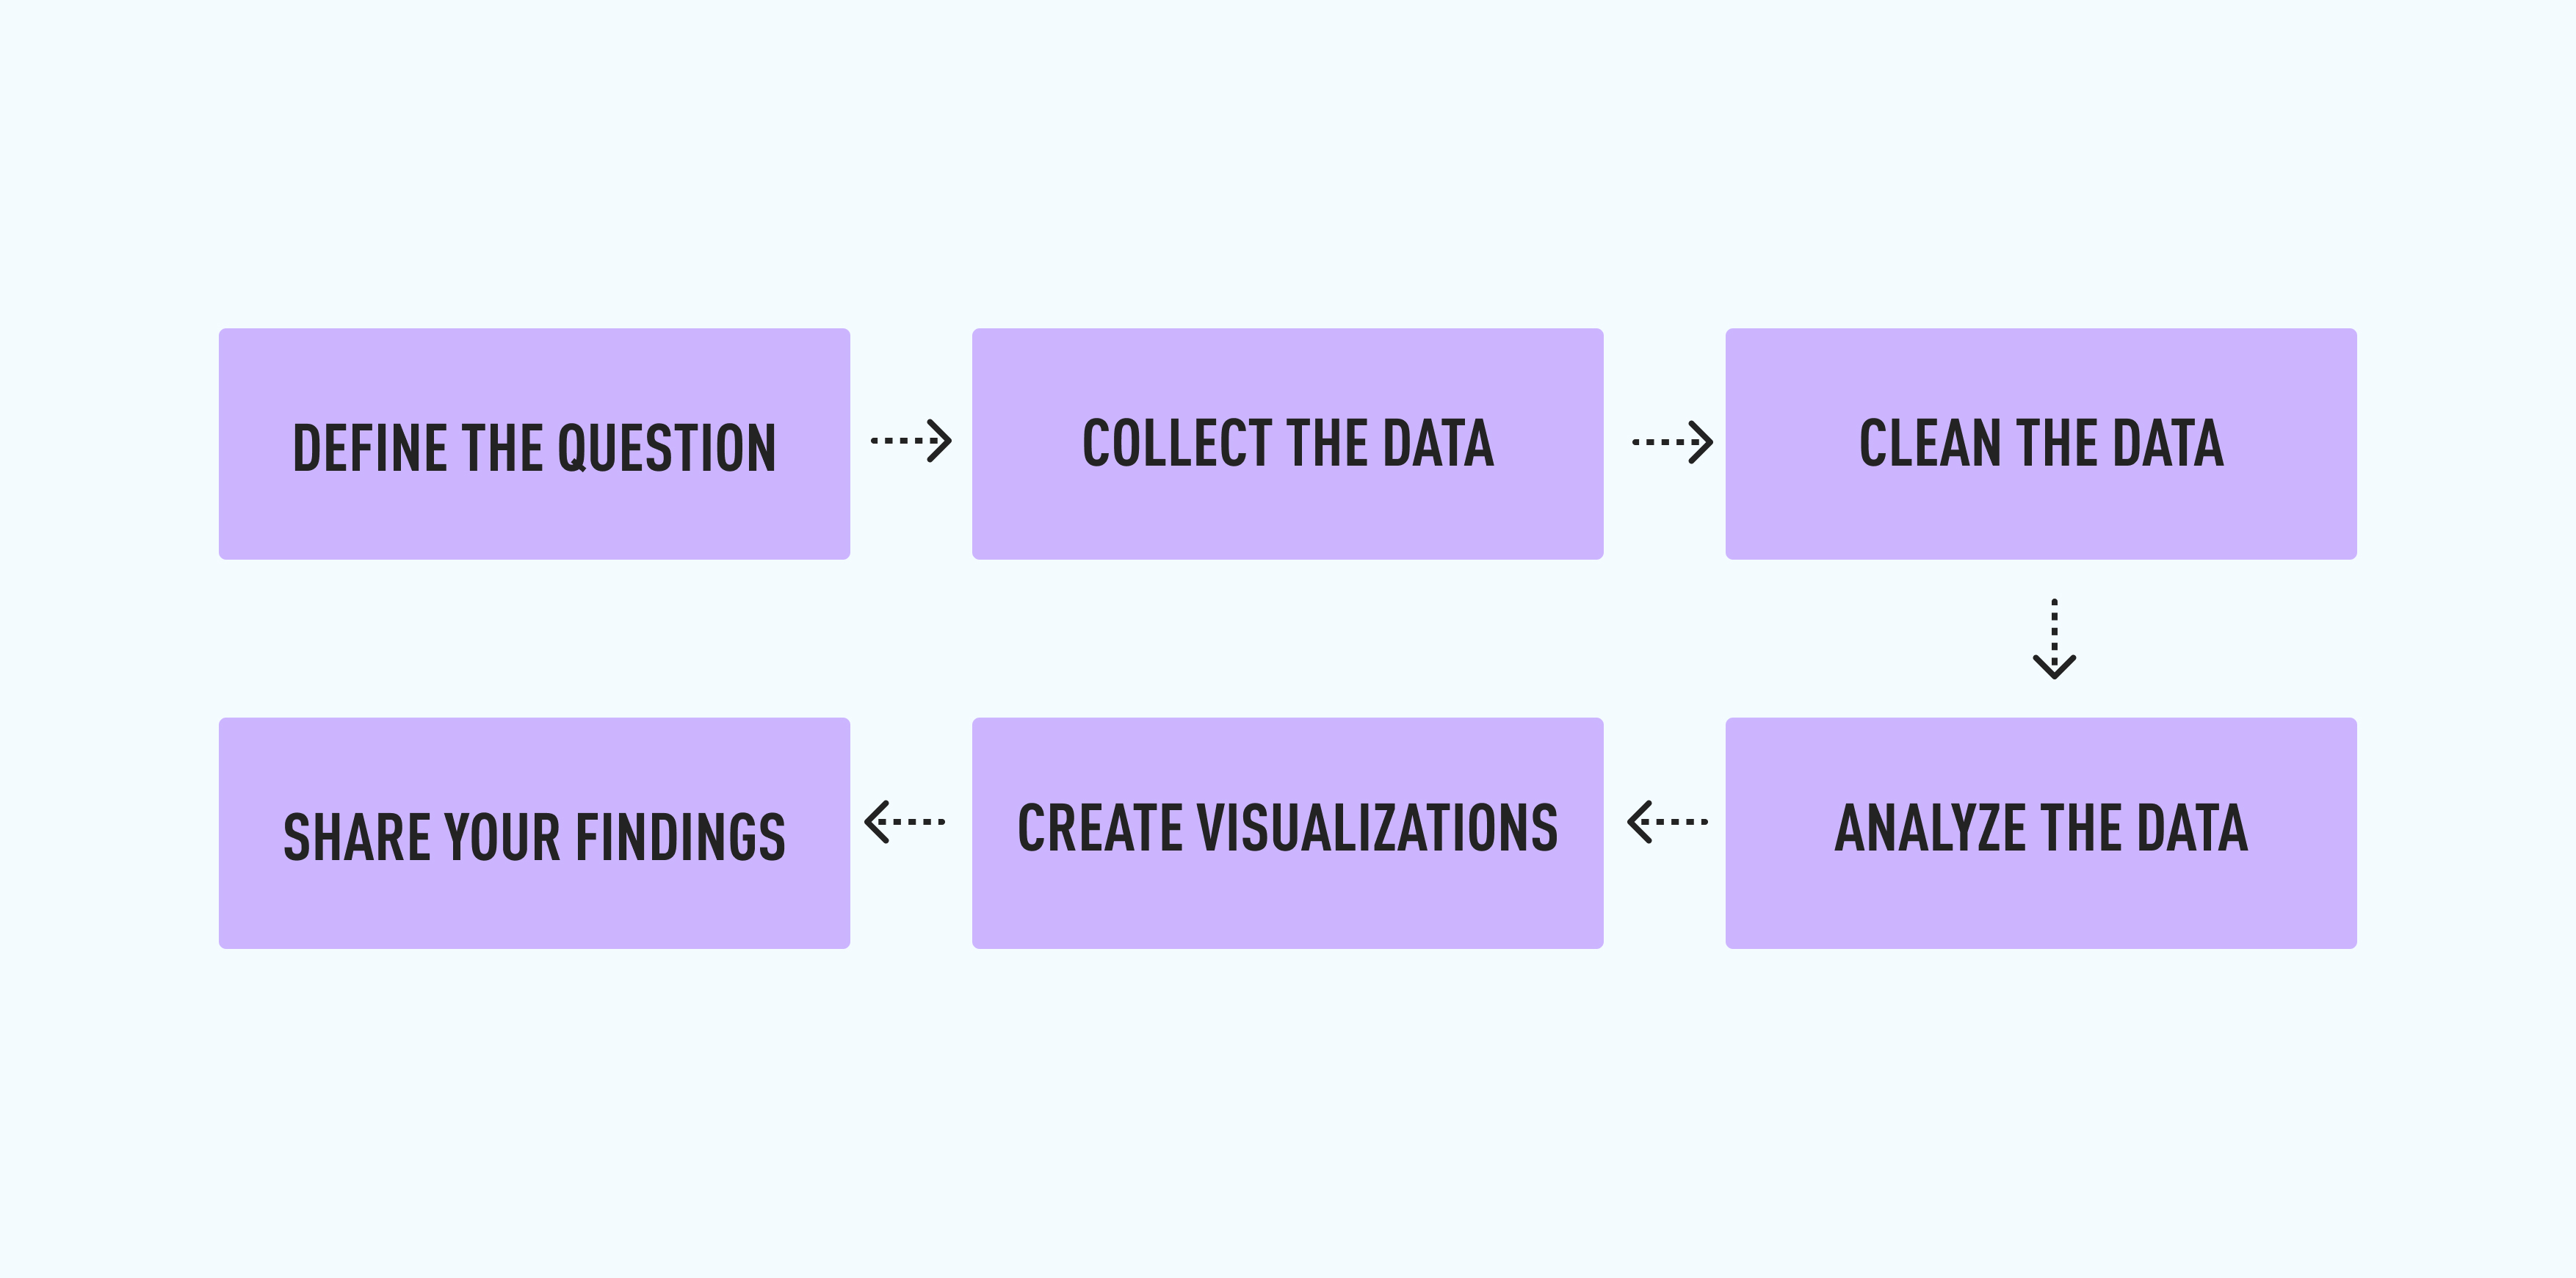 DEFINE THE QUESTION
COLLECT THE DATA
CLEAN THE DATA
ANALYZE THE DATA
CREATE VISUALIZATIONS
SHARE YOUR FINDINGS